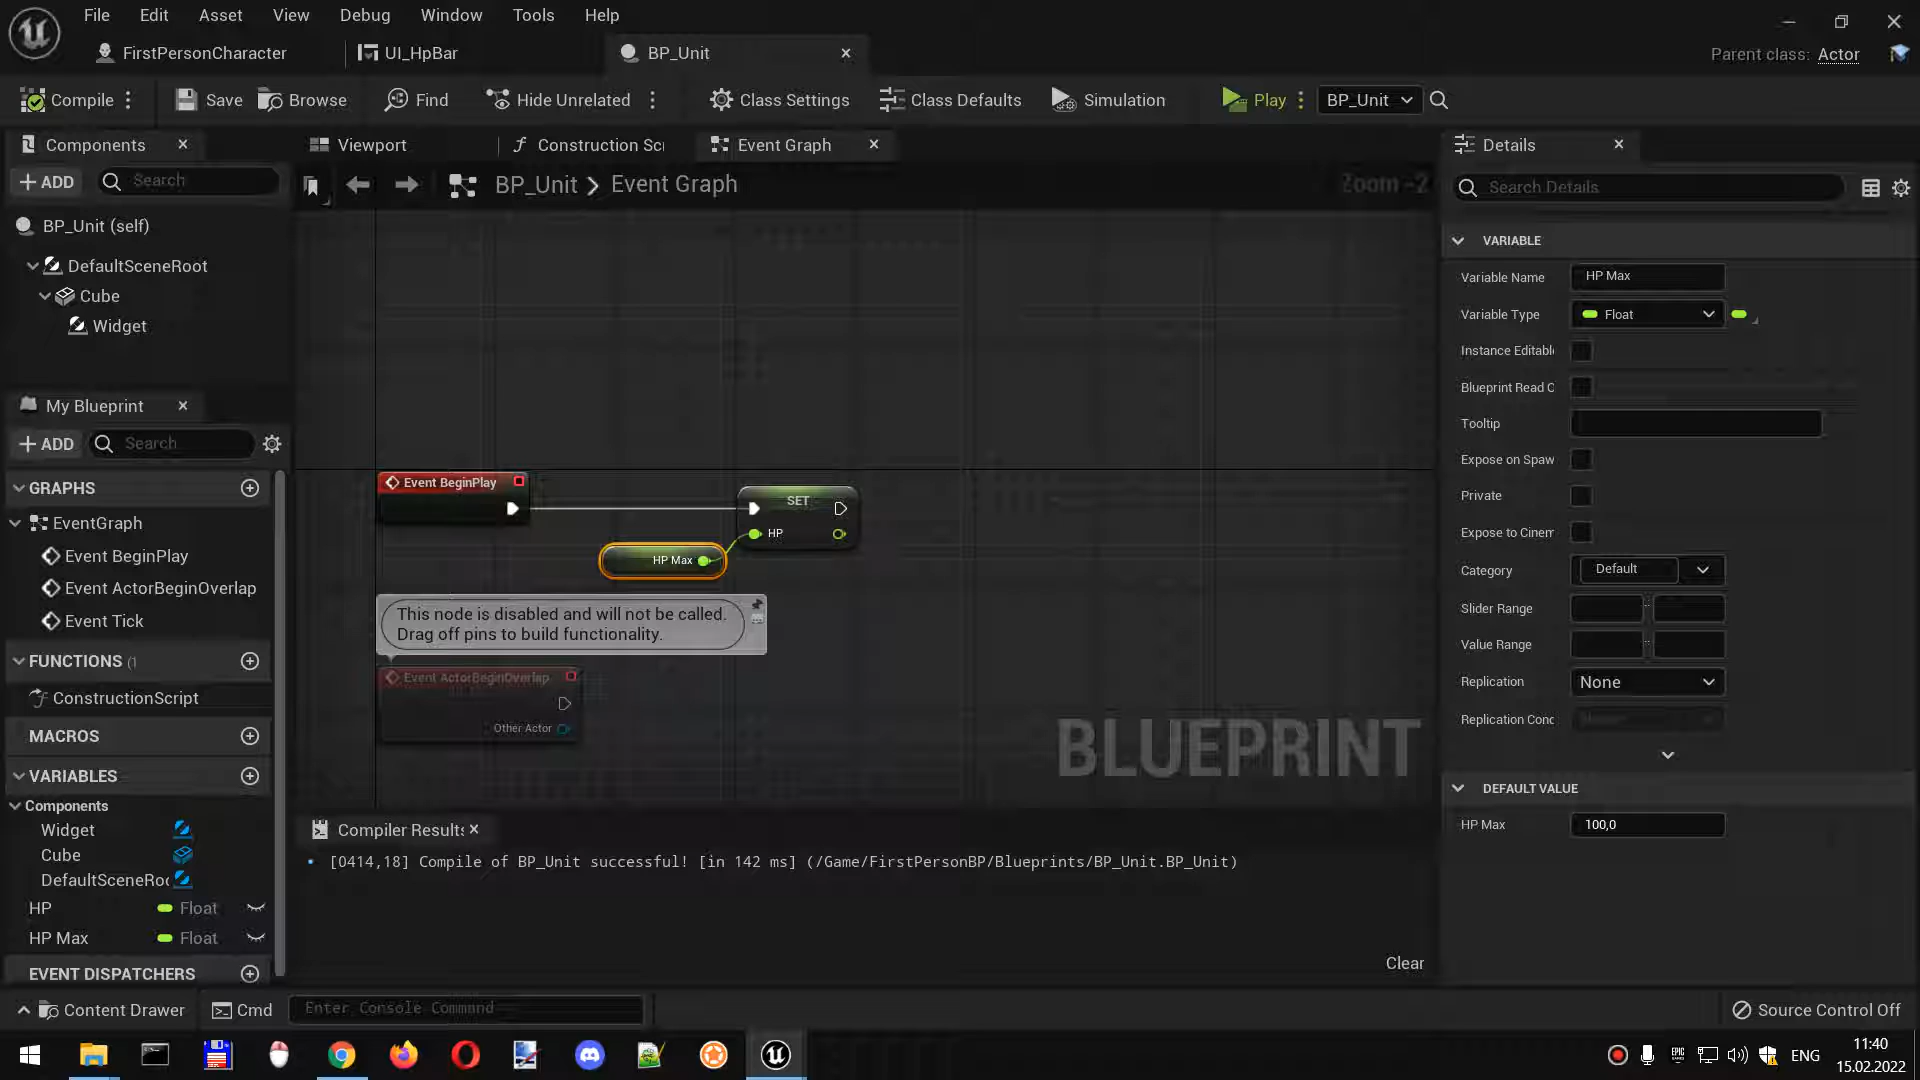 File Edit Asset View Debug Window Tools Help
FirstPersonCharacter UI_HpBar BP_Unit Parent class: Actor
Compile Save Browse Find Hide Unrelated Class Settings Class Defaults Simulation Play BP_Unit
Components
ADD Search
BP_Unit (self)
DefaultSceneRoot
Cube
Widget
My Blueprint
ADD Search
GRAPHS
EventGraph
Event BeginPlay
Event ActorBeginOverlap
Event Tick
FUNCTIONS (1
ConstructionScript
MACROS
VARIABLES
Components
Widget
Cube
DefaultSceneRoo
HP Float
HP Max Float
EVENT DISPATCHERS
Viewport Construction Scr Event Graph
BP_Unit > Event Graph Zoom -2
Event BeginPlay
SET
HP
HP Max
This node is disabled and will not be called.
Drag off pins to build functionality.
Event ActorBeginOverlap
Other Actor
BLUEPRINT
Compiler Results
[0414,18] Compile of BP_Unit successful! [in 142 ms] (/Game/FirstPersonBP/Blueprints/BP_Unit.BP_Unit)
Clear
Details
Search Details
VARIABLE
Variable Name HP Max
Variable Type Float
Instance Editabl
Blueprint Read O
Tooltip
Expose on Spaw
Private
Expose to Cinem
Category Default
Slider Range
Value Range
Replication None
Replication Conc
DEFAULT VALUE
HP Max 100,0
Content Drawer Cmd Enter Console Command Source Control Off
EPIC
ENG
11:40
15.02.2022